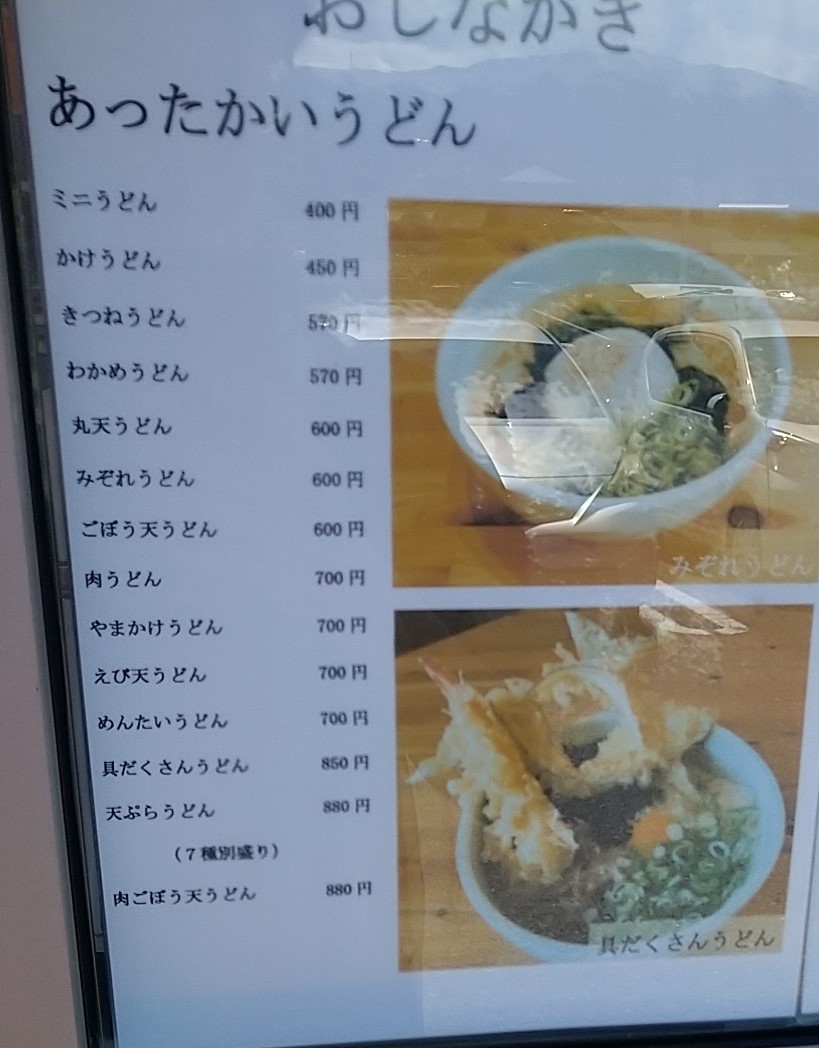 おしながき
あったかいうどん
ミニうどん 400円
かけうどん 450円
きつねうどん 570円
わかめうどん 570円
丸天うどん 600円
みぞれうどん 600円
ごぼう天うどん 600円
肉うどん 700円
やまかけうどん 700円
えび天うどん 700円
めんたいうどん 700円
具だくさんうどん 850円
天ぷらうどん 880円
（7種別盛り）
肉ごぼう天うどん 880円
みぞれうどん
具だくさんうどん